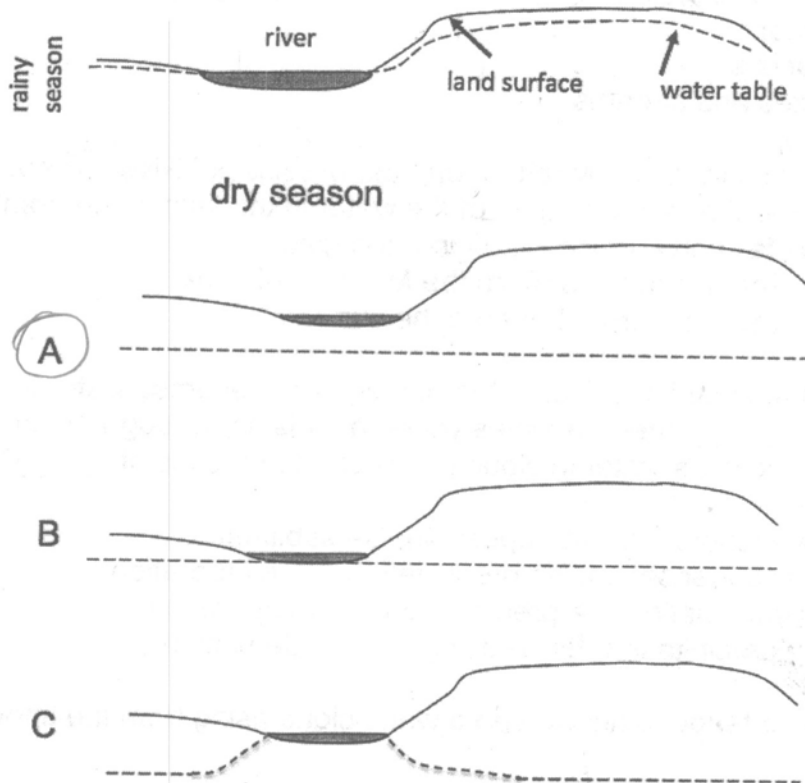 rainy
season
river
land surface
water table
dry season
A
B
C